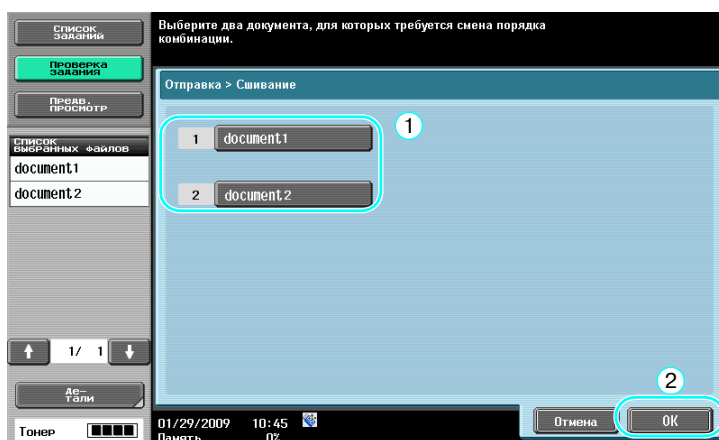 Список
заданий
Проверка
задания
Предв.
просмотр
Список
выбранных файлов
document1
document2
1/ 1
Де-
тали
Тонер
Выберите два документа, для которых требуется смена порядка
комбинации.
Отправка > Сшивание
1 document1
1
2 document2
2
Отмена OK
01/29/2009 10:45
Память 0%